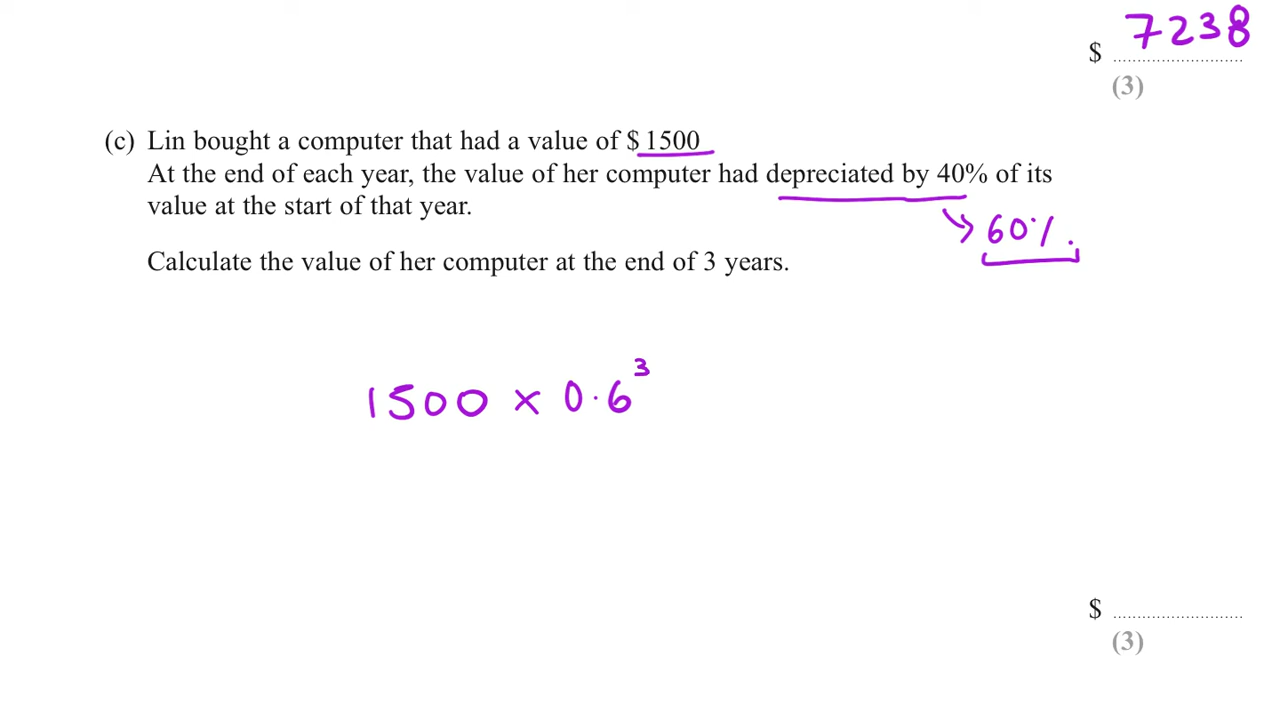 7238
$ ...........................
(3)
(c) Lin bought a computer that had a value of $ 1500
At the end of each year, the value of her computer had depreciated by 40% of its
value at the start of that year.
60%.
Calculate the value of her computer at the end of 3 years.
1500 × 0.6³
$ ...........................
(3)